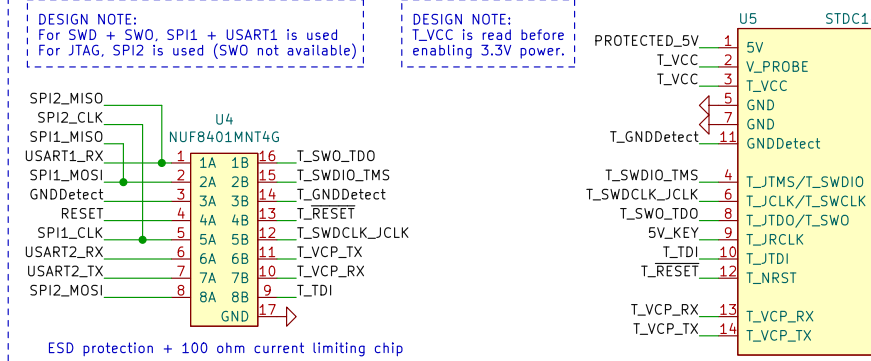 DESIGN NOTE:
For SWD + SWO, SPI1 + USART1 is used
For JTAG, SPI2 is used (SWO not available)
DESIGN NOTE:
T_VCC is read before
enabling 3.3V power.
SPI2_MISO
SPI2_CLK
SPI1_MISO
USART1_RX
SPI1_MOSI
GNDDetect
RESET
SPI1_CLK
USART2_RX
USART2_TX
SPI2_MOSI
U4
NUF8401MNT4G
1 1A 1B 16 T_SWO_TDO
2 2A 2B 15 T_SWDIO_TMS
3 3A 3B 14 T_GNDDetect
4 4A 4B 13 T_RESET
5 5A 5B 12 T_SWDCLK_JCLK
6 6A 6B 11 T_VCP_TX
7 7A 7B 10 T_VCP_RX
8 8A 8B 9 T_TDI
GND 17
ESD protection + 100 ohm current limiting chip
U5 STDC1
PROTECTED_5V 1 5V
T_VCC 2 V_PROBE
T_VCC 3 T_VCC
5 GND
7 GND
T_GNDDetect 11 GNDDetect
T_SWDIO_TMS 4 T_JTMS/T_SWDIO
T_SWDCLK_JCLK 6 T_JCLK/T_SWCLK
T_SWO_TDO 8 T_JTDO/T_SWO
5V_KEY 9 T_JRCLK
T_TDI 10 T_JTDI
T_RESET 12 T_NRST
T_VCP_RX 13 T_VCP_RX
T_VCP_TX 14 T_VCP_TX